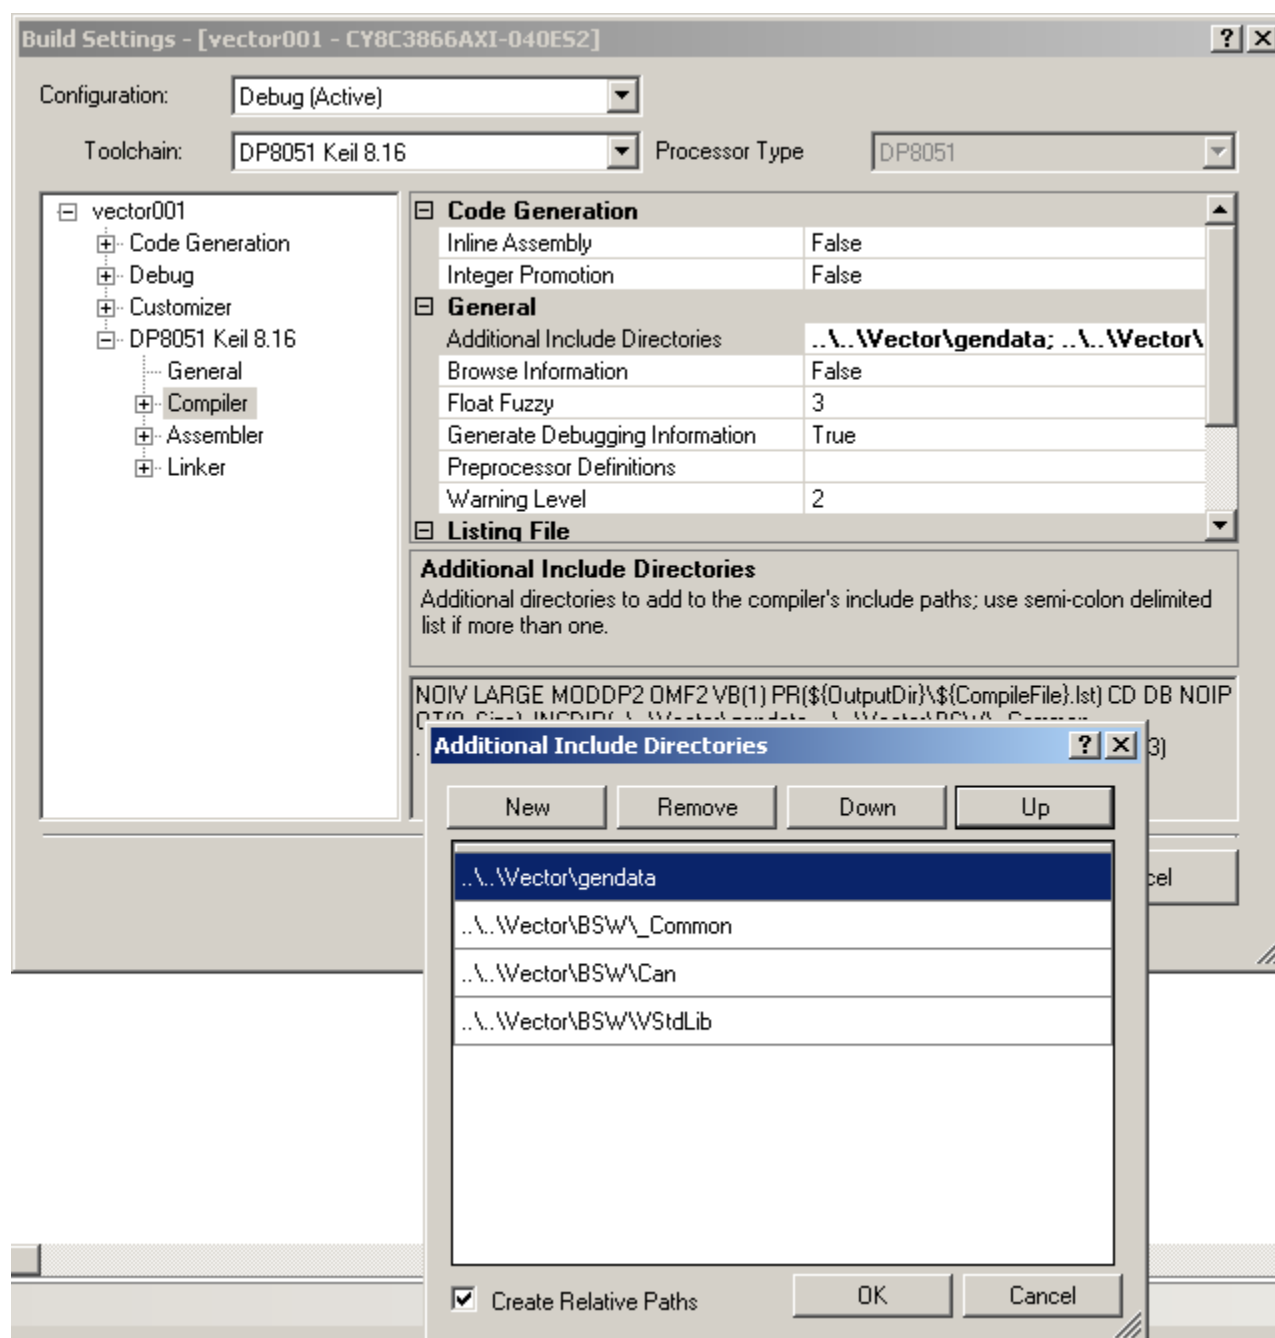 Build Settings - [vector001 - CY8C3866AXI-040ES2]
Configuration: Debug (Active)
Toolchain: DP8051 Keil 8.16 Processor Type DP8051
vector001
Code Generation
Debug
Customizer
DP8051 Keil 8.16
General
Compiler
Assembler
Linker
Code Generation
Inline Assembly False
Integer Promotion False
General
Additional Include Directories ..\..\Vector\gendata; ..\..\Vector\
Browse Information False
Float Fuzzy 3
Generate Debugging Information True
Preprocessor Definitions
Warning Level 2
Listing File
Additional Include Directories
Additional directories to add to the compiler's include paths; use semi-colon delimited
list if more than one.
NOIV LARGE MODDP2 OMF2 VB(1) PR(${OutputDir}\${CompileFile}.lst) CD DB NOIP
3)
cel
Additional Include Directories
New Remove Down Up
..\..\Vector\gendata
..\..\Vector\BSW\_Common
..\..\Vector\BSW\Can
..\..\Vector\BSW\VStdLib
Create Relative Paths OK Cancel